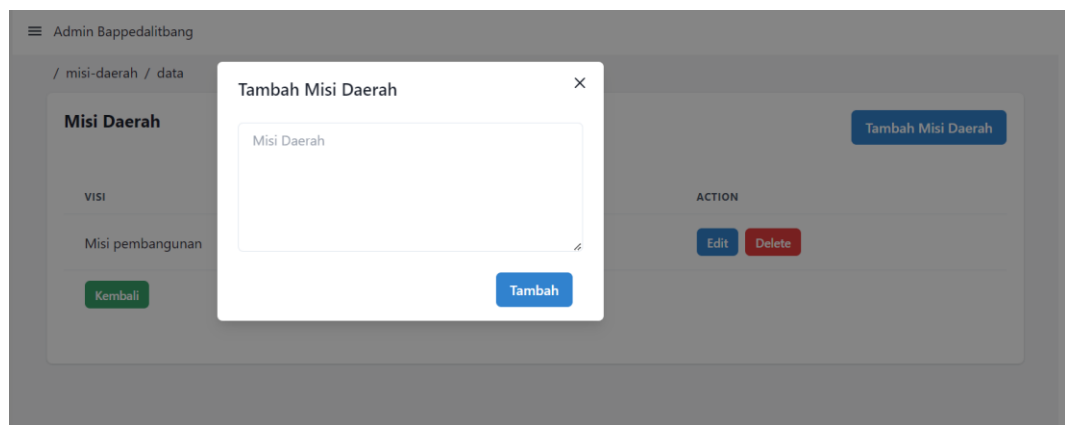 Admin Bappedalitbang
/ misi-daerah / data
Tambah Misi Daerah
Misi Daerah
Tambah Misi Daerah
Misi Daerah
VISI
ACTION
Misi pembangunan
Edit
Delete
Tambah
Kembali